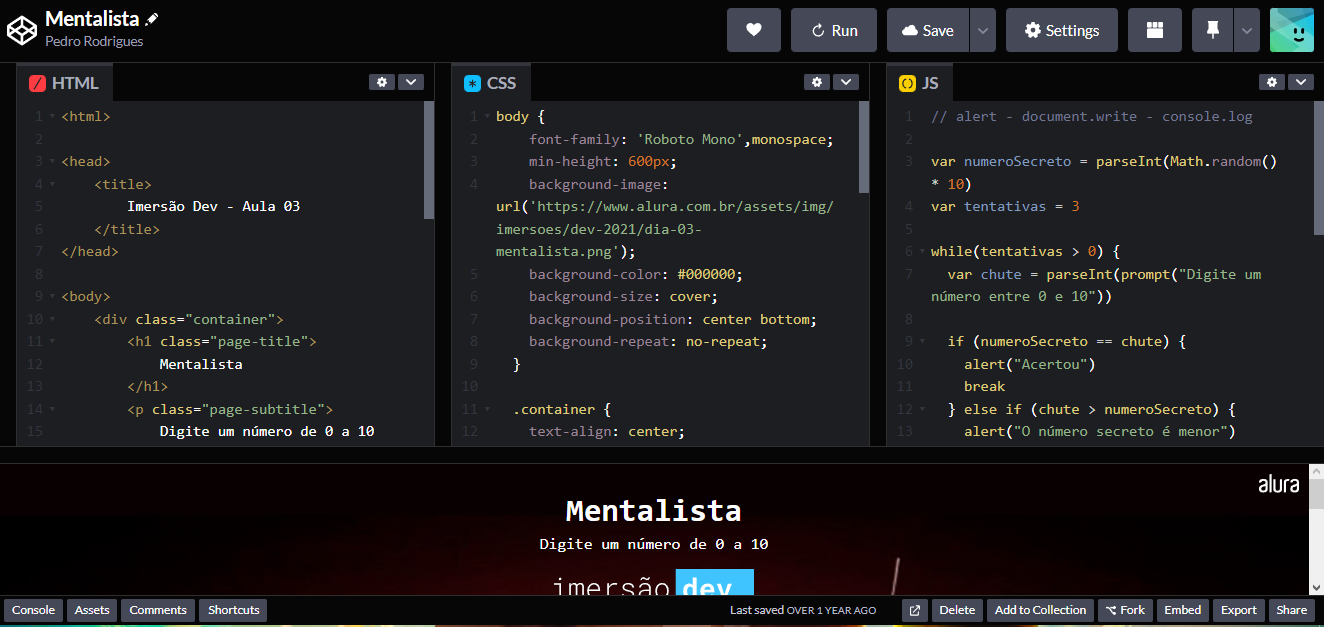 Mentalista
Pedro Rodrigues
Run
Save
Settings
HTML
1 <html>
2
3 <head>
4 <title>
5 Imersão Dev - Aula 03
6 </title>
7 </head>
8
9 <body>
10 <div class="container">
11 <h1 class="page-title">
12 Mentalista
13 </h1>
14 <p class="page-subtitle">
15 Digite um número de 0 a 10
CSS
1 body {
2 font-family: 'Roboto Mono',monospace;
3 min-height: 600px;
4 background-image:
url('https://www.alura.com.br/assets/img/
imersoes/dev-2021/dia-03-
mentalista.png');
5 background-color: #000000;
6 background-size: cover;
7 background-position: center bottom;
8 background-repeat: no-repeat;
9 }
10
11 .container {
12 text-align: center;
JS
1 // alert - document.write - console.log
2
3 var numeroSecreto = parseInt(Math.random()
* 10)
4 var tentativas = 3
5
6 while(tentativas > 0) {
7 var chute = parseInt(prompt("Digite um
número entre 0 e 10"))
8
9 if (numeroSecreto == chute) {
10 alert("Acertou")
11 break
12 } else if (chute > numeroSecreto) {
13 alert("O número secreto é menor")
alura
Mentalista
Digite um número de 0 a 10
imersão dev
Console Assets Comments Shortcuts Last saved OVER 1 YEAR AGO Delete Add to Collection Fork Embed Export Share